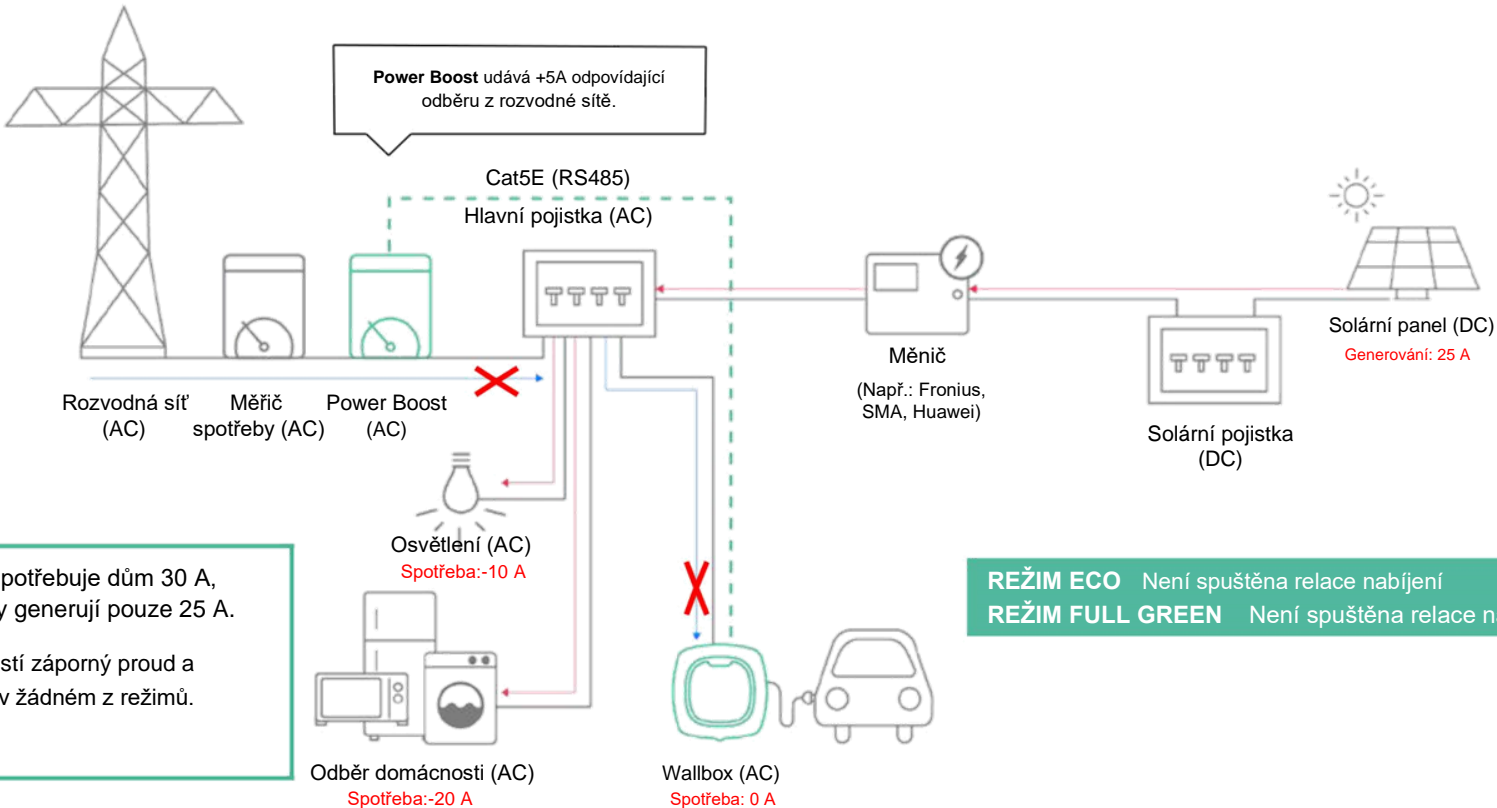 Power Boost udává +5A odpovídající
odběru z rozvodné sítě.
Cat5E (RS485)
Hlavní pojistka (AC)
Rozvodná síť
(AC)
Měřič
spotřeby (AC)
Power Boost
(AC)
Měnič
(Např.: Fronius,
SMA, Huawei)
Solární pojistka
(DC)
Solární panel (DC)
Generování: 25 A
Osvětlení (AC)
Spotřeba:-10 A
potřebuje dům 30 A,
y generují pouze 25 A.
stí záporný proud a
v žádném z režimů.
REŽIM ECO Není spuštěna relace nabíjení
REŽIM FULL GREEN Není spuštěna relace n
Odběr domácnosti (AC)
Spotřeba:-20 A
Wallbox (AC)
Spotřeba: 0 A